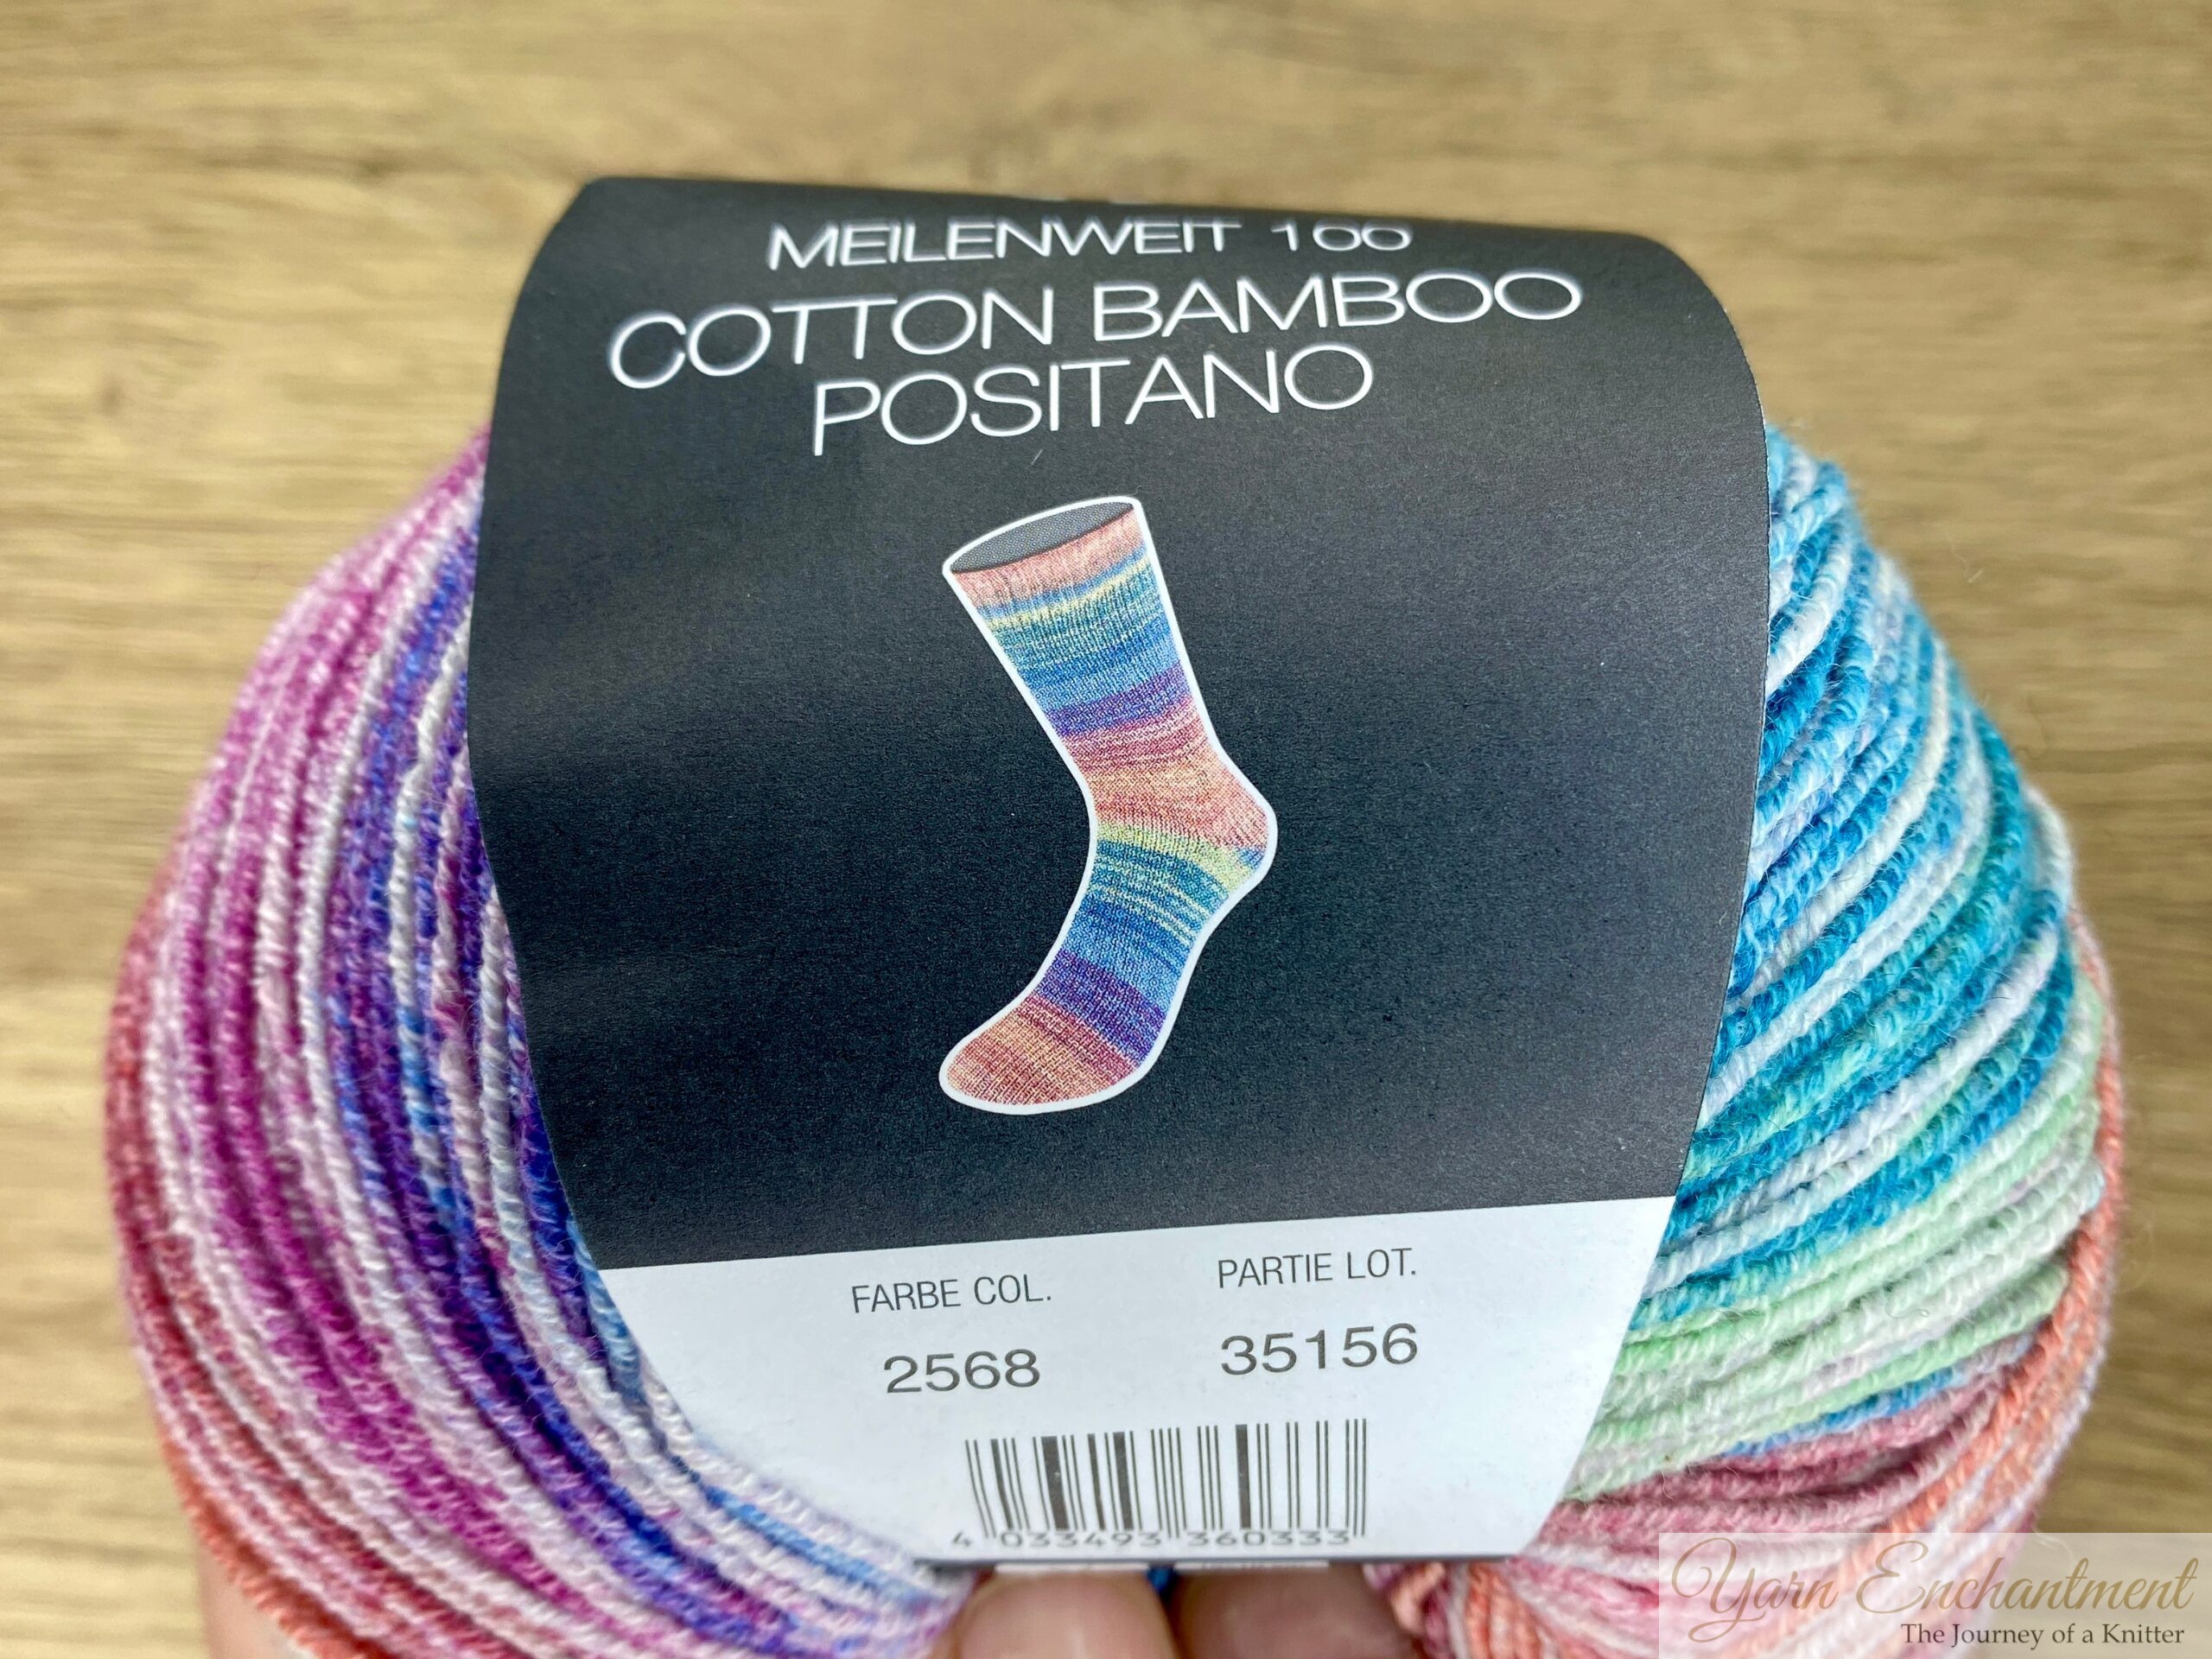 MEILENWEIT 100
COTTON BAMBOO
POSITANO
FARBE COL.
PARTIE LOT.
2568
35156
4 033493 360333
Yarn Enchantment
The Journey of a Knitter